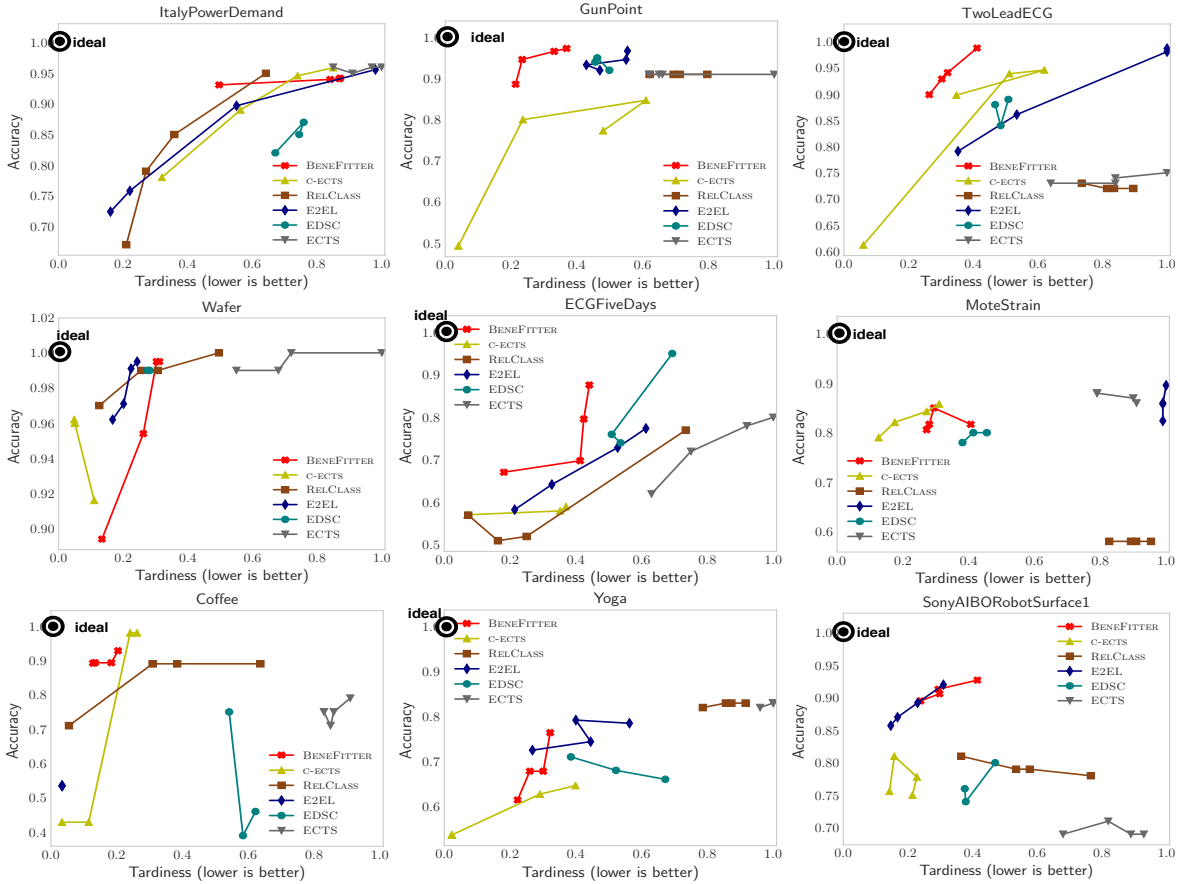 ItalyPowerDemand
1.00
0.95
0.90
0.85
0.80
0.75
0.70
Accuracy
ideal
BENEFITTER
C-ECTS
RELCLASS
E2EL
EDSC
ECTS
0.0 0.2 0.4 0.6 0.8 1.0
Tardiness (lower is better)
GunPoint
1.0
0.9
0.8
0.7
0.6
0.5
Accuracy
ideal
BENEFITTER
C-ECTS
RELCLASS
E2EL
EDSC
ECTS
0.0 0.2 0.4 0.6 0.8 1.0
Tardiness (lower is better)
TwoLeadECG
1.00
0.95
0.90
0.85
0.80
0.75
0.70
0.65
0.60
Accuracy
ideal
BENEFITTER
C-ECTS
RELCLASS
E2EL
EDSC
ECTS
0.0 0.2 0.4 0.6 0.8 1.0
Tardiness (lower is better)
Wafer
1.02
1.00
0.98
0.96
0.94
0.92
0.90
Accuracy
ideal
BENEFITTER
C-ECTS
RELCLASS
E2EL
EDSC
ECTS
0.0 0.2 0.4 0.6 0.8 1.0
Tardiness (lower is better)
ECGFiveDays
1.0
0.9
0.8
0.7
0.6
0.5
Accuracy
ideal
BENEFITTER
C-ECTS
RELCLASS
E2EL
EDSC
ECTS
0.0 0.2 0.4 0.6 0.8 1.0
Tardiness (lower is better)
MoteStrain
1.0
0.9
0.8
0.7
0.6
Accuracy
ideal
BENEFITTER
C-ECTS
RELCLASS
E2EL
EDSC
ECTS
0.0 0.2 0.4 0.6 0.8 1.0
Tardiness (lower is better)
Coffee
1.0
0.9
0.8
0.7
0.6
0.5
0.4
Accuracy
ideal
BENEFITTER
C-ECTS
RELCLASS
E2EL
EDSC
ECTS
0.0 0.2 0.4 0.6 0.8 1.0
Tardiness (lower is better)
Yoga
1.0
0.9
0.8
0.7
0.6
Accuracy
ideal
BENEFITTER
C-ECTS
RELCLASS
E2EL
EDSC
ECTS
0.0 0.2 0.4 0.6 0.8 1.0
Tardiness (lower is better)
SonyAIBORobotSurface1
1.00
0.95
0.90
0.85
0.80
0.75
0.70
Accuracy
ideal
BENEFITTER
C-ECTS
RELCLASS
E2EL
EDSC
ECTS
0.0 0.2 0.4 0.6 0.8 1.0
Tardiness (lower is better)